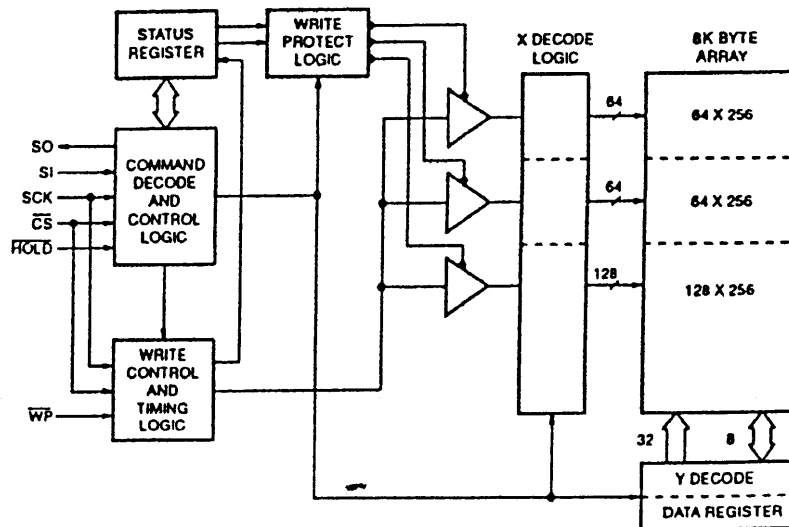 STATUS
REGISTER
WRITE
PROTECT
LOGIC
X DECODE
LOGIC
8K BYTE
ARRAY
64
64 X 256
SO
SI
SCK
CS
HOLD
COMMAND
DECODE
AND
CONTROL
LOGIC
64
64 X 256
128
128 X 256
WRITE
CONTROL
AND
TIMING
LOGIC
WP
32
8
Y DECODE
DATA REGISTER